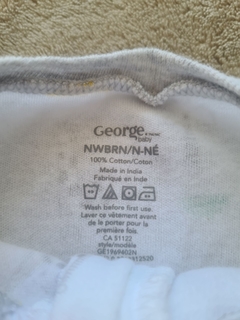 George
baby
NWBRN/N-NÉ
100% Cotton/Coton
Made in India
Fabriqué en Inde
Wash before first use
Laver ce vêtement avant
de le porter pour la
première fois
CA 51122
style/modèle